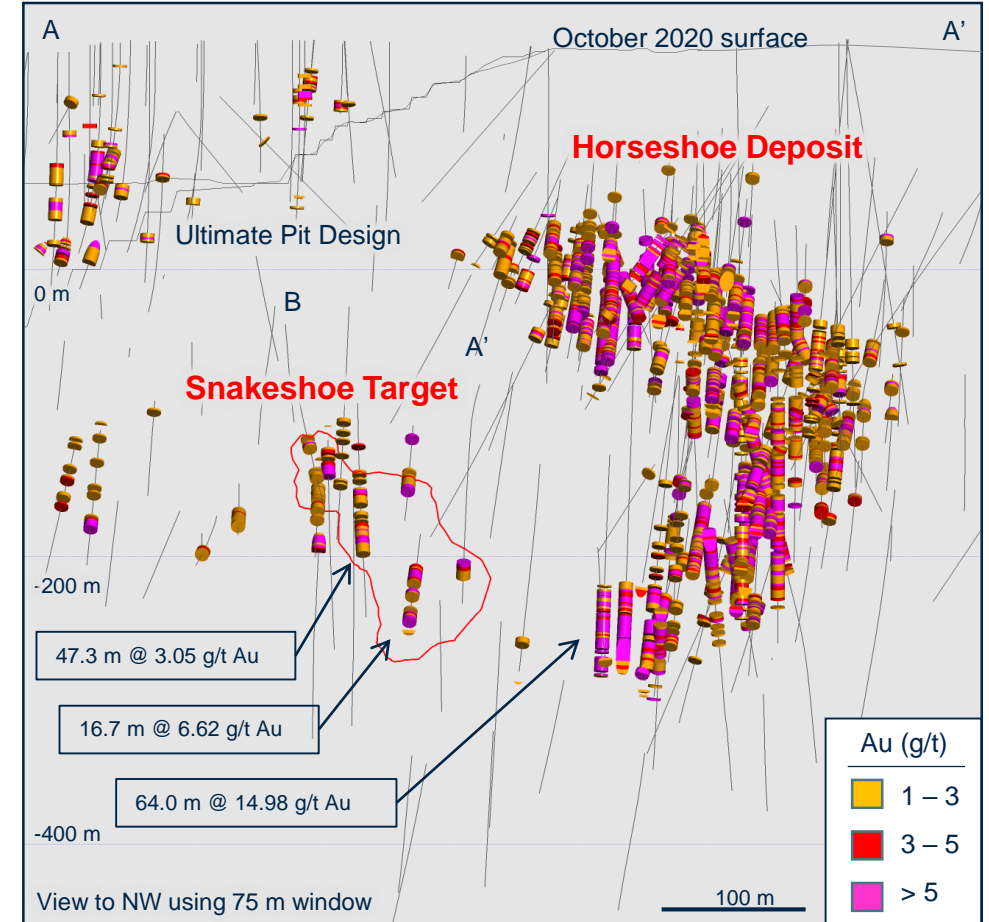 A
October 2020 surface
A’
Horseshoe Deposit
Ultimate Pit Design
0 m
B
A’
Snakeshoe Target
-200 m
47.3 m @ 3.05 g/t Au
16.7 m @ 6.62 g/t Au
64.0 m @ 14.98 g/t Au
-400 m
View to NW using 75 m window
100 m
Au (g/t)
1 – 3
3 – 5
> 5